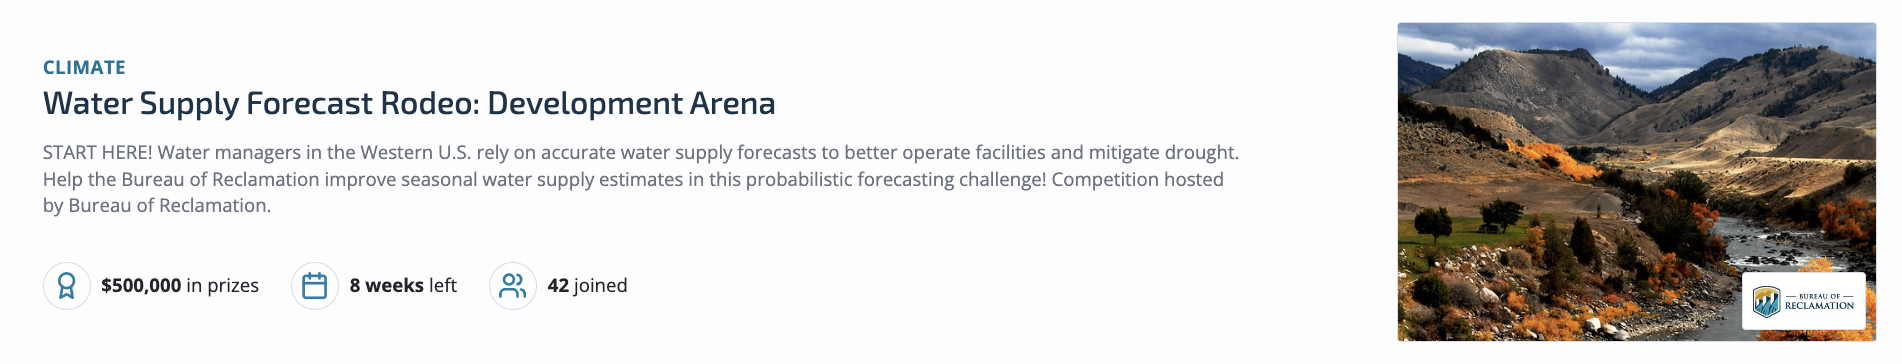 CLIMATE
Water Supply Forecast Rodeo: Development Arena
START HERE! Water managers in the Western U.S. rely on accurate water supply forecasts to better operate facilities and mitigate drought.
Help the Bureau of Reclamation improve seasonal water supply estimates in this probabilistic forecasting challenge! Competition hosted
by Bureau of Reclamation.
$500,000 in prizes
8 weeks left
42 joined
BUREAU OF
RECLAMATION